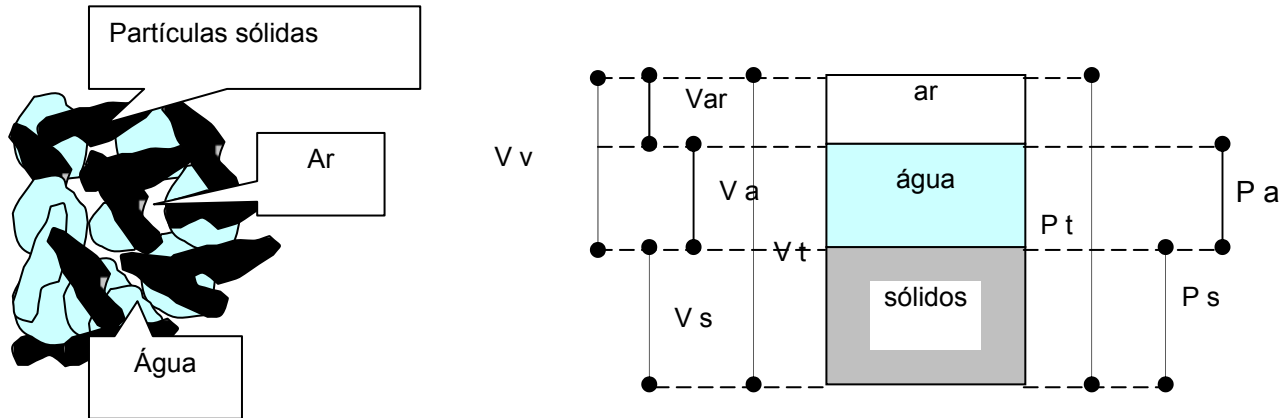 Partículas sólidas
Ar
Água
Var
V v
V a
V t
V s
ar
água
sólidos
P t
P a
P s